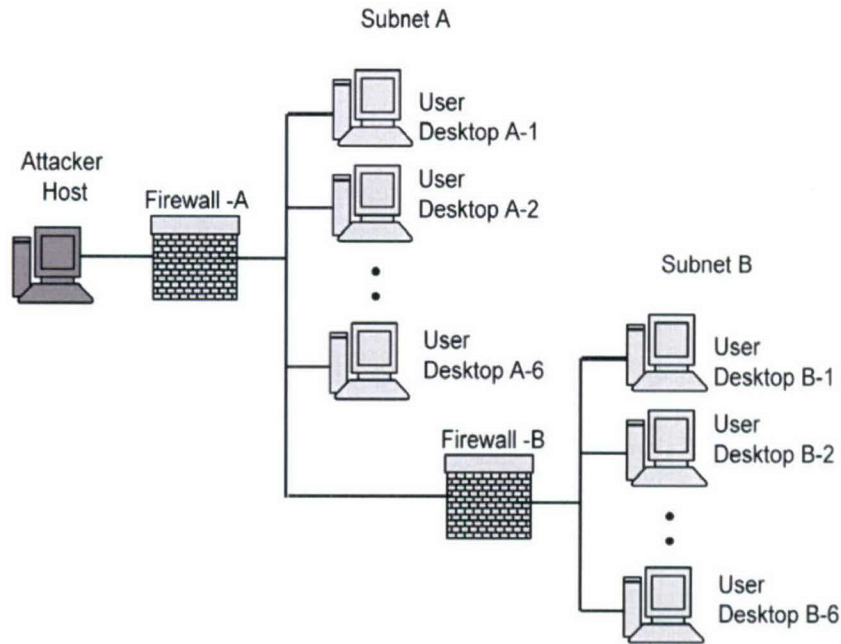 Subnet A
User
Desktop A-1
Attacker
Host
Firewall -A
User
Desktop A-2
Subnet B
User
Desktop A-6
User
Desktop B-1
Firewall -B
User
Desktop B-2
User
Desktop B-6